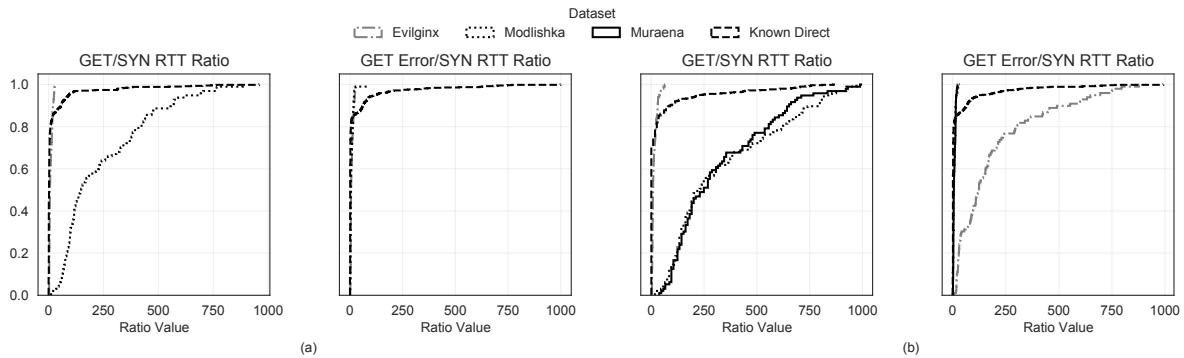 Dataset
Evilginx Modlishka Muraena Known Direct
GET/SYN RTT Ratio GET Error/SYN RTT Ratio GET/SYN RTT Ratio GET Error/SYN RTT Ratio
1.0
0.8
0.6
0.4
0.2
0.0
0 250 500 750 1000 0 250 500 750 1000 0 250 500 750 1000 0 250 500 750 1000
Ratio Value Ratio Value Ratio Value Ratio Value
(a) (b)